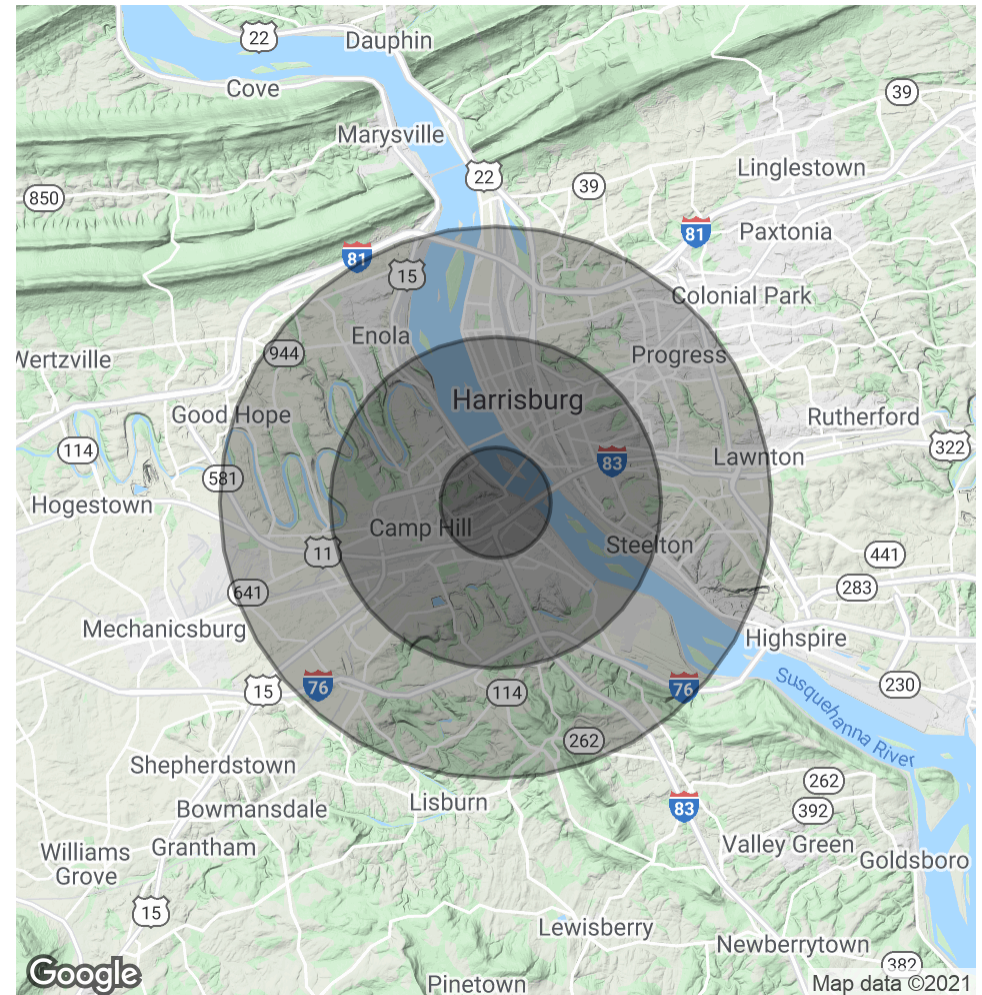 22
Dauphin
Cove
39
Marysville
Linglestown
22
39
850
81
Paxtonia
81
15
Colonial Park
Enola
944
Progress
Wertzville
Harrisburg
Good Hope
Rutherford
114
322
83
Lawnton
581
Hogestown
Camp Hill
11
Steelton
441
283
641
Mechanicsburg
Highspire
15
76
114
76
230
Susquehanna River
262
Shepherdstown
262
Bowmansdale
Lisburn
83
392
Williams
Grove
Grantham
Valley Green
Goldsboro
15
Lewisberry
Newberrytown
382
Google
Pinetown
Map data ©2021